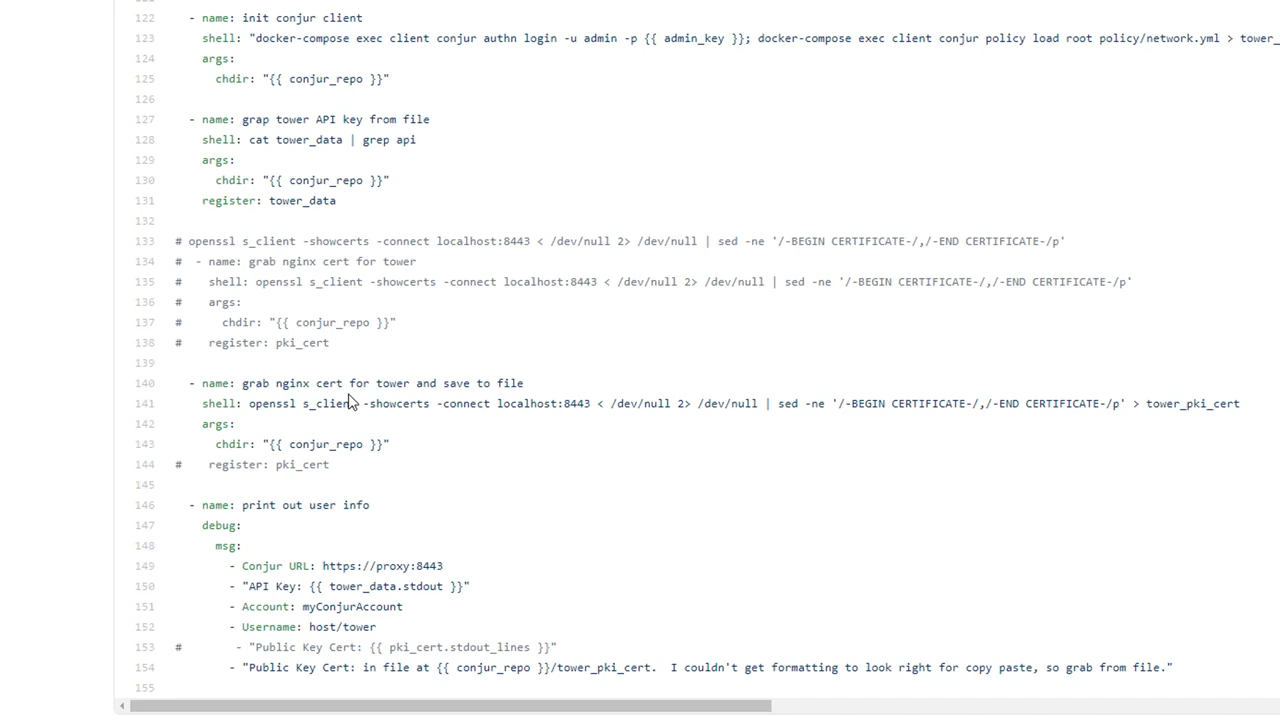 122 - name: init conjur client
123 shell: "docker-compose exec client conjur authn login -u admin -p {{ admin_key }}; docker-compose exec client conjur policy load root policy/network.yml > tower_
124 args:
125 chdir: "{{ conjur_repo }}"
126
127 - name: grap tower API key from file
128 shell: cat tower_data | grep api
129 args:
130 chdir: "{{ conjur_repo }}"
131 register: tower_data
132
133 # openssl s_client -showcerts -connect localhost:8443 < /dev/null 2> /dev/null | sed -ne '/-BEGIN CERTIFICATE-/,/-END CERTIFICATE-/p'
134 # - name: grab nginx cert for tower
135 # shell: openssl s_client -showcerts -connect localhost:8443 < /dev/null 2> /dev/null | sed -ne '/-BEGIN CERTIFICATE-/,/-END CERTIFICATE-/p'
136 # args:
137 # chdir: "{{ conjur_repo }}"
138 # register: pki_cert
139
140 - name: grab nginx cert for tower and save to file
141 shell: openssl s_client -showcerts -connect localhost:8443 < /dev/null 2> /dev/null | sed -ne '/-BEGIN CERTIFICATE-/,/-END CERTIFICATE-/p' > tower_pki_cert
142 args:
143 chdir: "{{ conjur_repo }}"
144 # register: pki_cert
145
146 - name: print out user info
147 debug:
148 msg:
149 - Conjur URL: https://proxy:8443
150 - "API Key: {{ tower_data.stdout }}"
151 - Account: myConjurAccount
152 - Username: host/tower
153 # - "Public Key Cert: {{ pki_cert.stdout_lines }}"
154 - "Public Key Cert: in file at {{ conjur_repo }}/tower_pki_cert.  I couldn't get formatting to look right for copy paste, so grab from file."
155